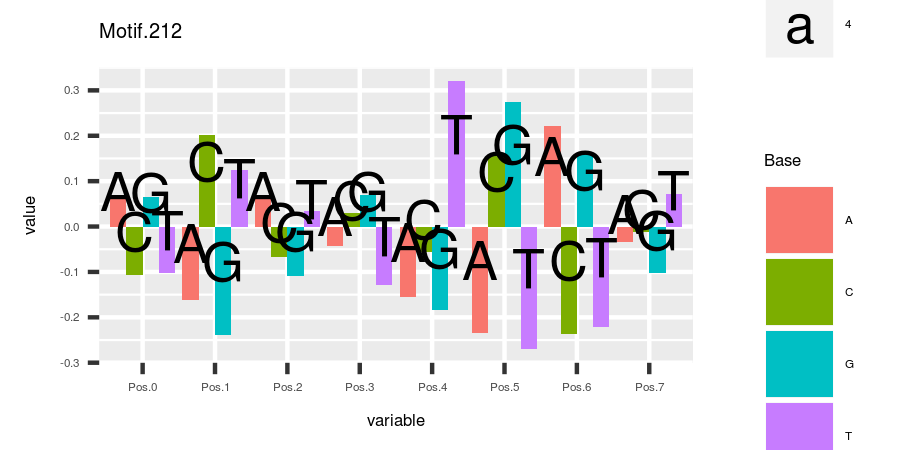 Motif.212
a 4
value
0.3
0.2
0.1
0.0
-0.1
-0.2
-0.3
A C G T A C G T A C G T A C G T A C G T A C G T A C G T A C G T
Pos.0 Pos.1 Pos.2 Pos.3 Pos.4 Pos.5 Pos.6 Pos.7
variable
Base
A
C
G
T